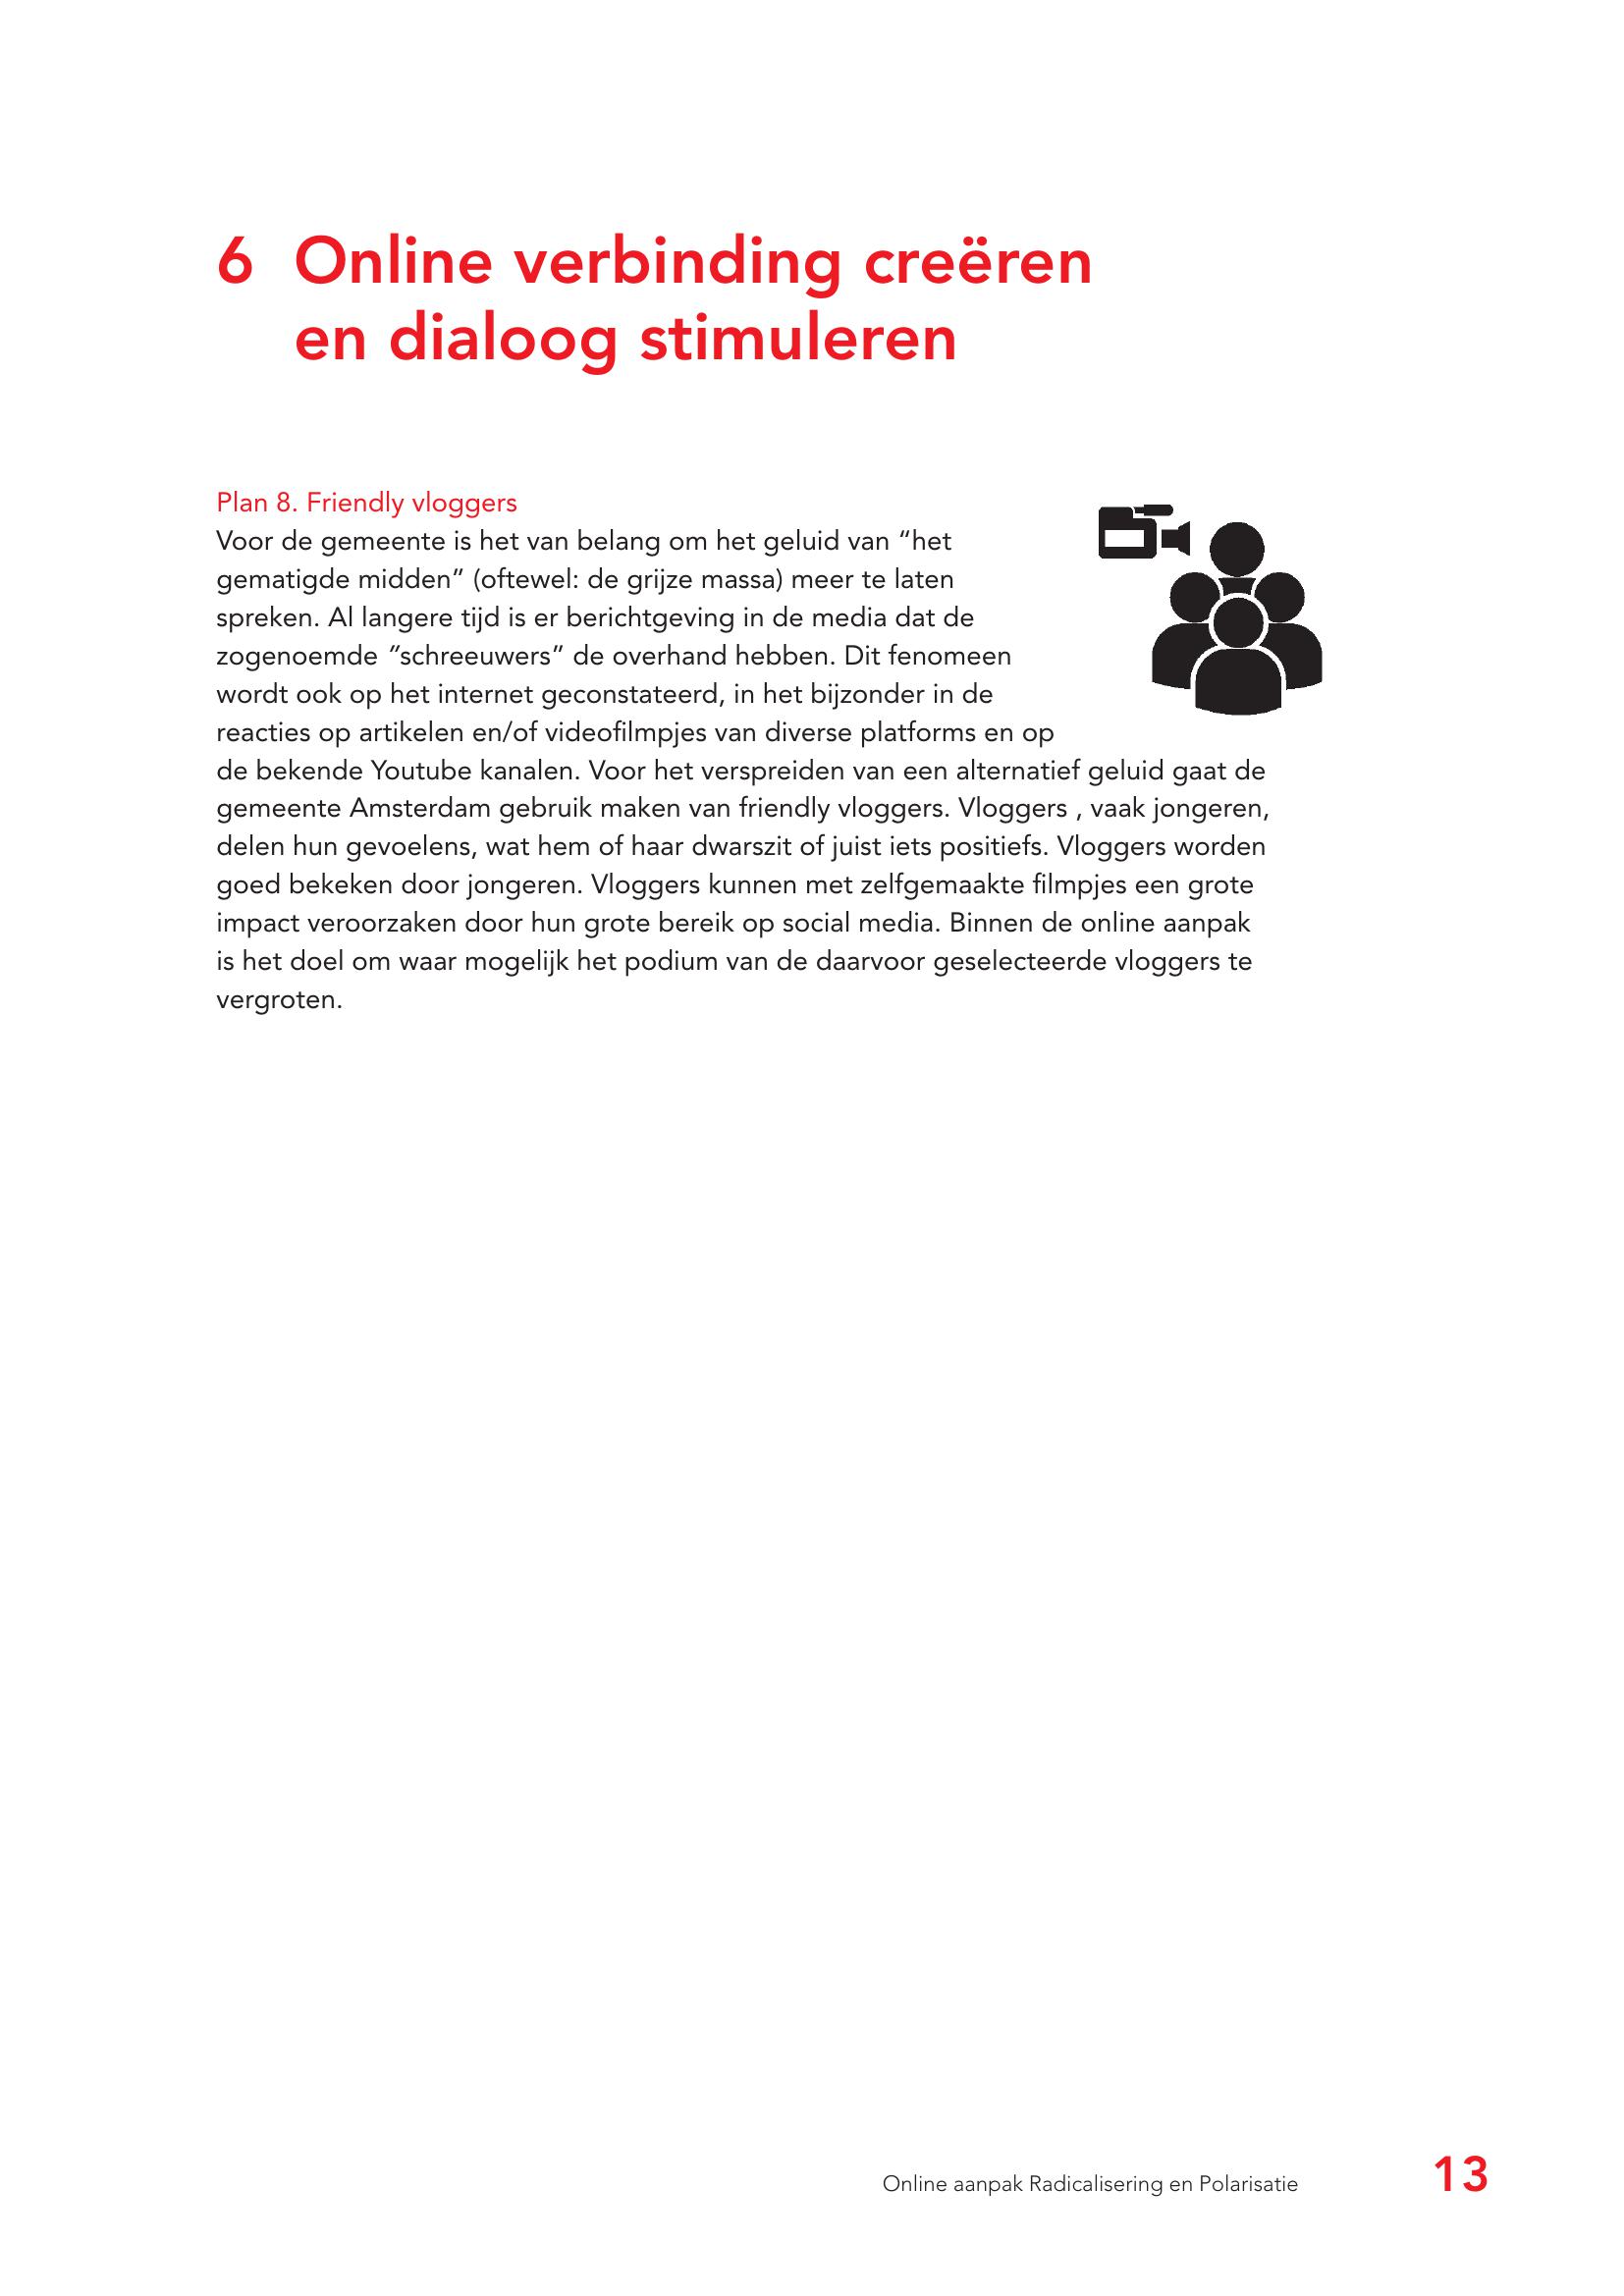 6 Online verbinding creëren
en dialoog stimuleren
Plan 8. Friendly vloggers
Voor de gemeente is het van belang om het geluid van “het
gematigde midden” (oftewel: de grijze massa) meer te laten
spreken. Al langere tijd is er berichtgeving in de media dat de
zogenoemde ”schreeuwers” de overhand hebben. Dit fenomeen
wordt ook op het internet geconstateerd, in het bijzonder in de
reacties op artikelen en/of videofilmpjes van diverse platforms en op
de bekende Youtube kanalen. Voor het verspreiden van een alternatief geluid gaat de
gemeente Amsterdam gebruik maken van friendly vloggers. Vloggers , vaak jongeren,
delen hun gevoelens, wat hem of haar dwarszit of juist iets positiefs. Vloggers worden
goed bekeken door jongeren. Vloggers kunnen met zelfgemaakte filmpjes een grote
impact veroorzaken door hun grote bereik op social media. Binnen de online aanpak
is het doel om waar mogelijk het podium van de daarvoor geselecteerde vloggers te
vergroten.
Online aanpak Radicalisering en Polarisatie 13